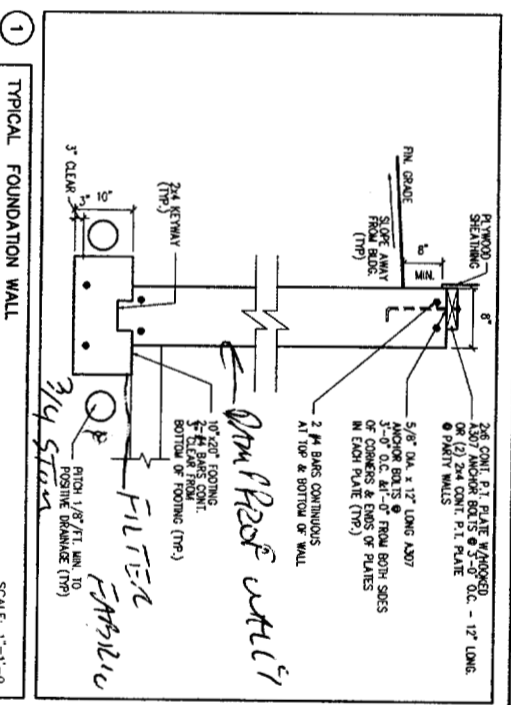 PLYWOOD
SHEATHING
8"
2x6 CONT. P.T. PLATE W/HOOKED
A307 ANCHOR BOLTS @ 3'-0" O.C. - 12" LONG.
OR (2) 2x4 CONT. P.T. PLATE
@ PARTY WALLS
FIN. GRADE
8"
MIN.
SLOPE AWAY
FROM BLDG.
(TYP)
5/8" DIA. x 12" LONG A307
ANCHOR BOLTS @
3'-0" O.C. &1'-0" FROM BOTH SIDES
OF CORNERS & ENDS OF PLATES
IN EACH PLATE (TYP.)
2 #4 BARS CONTINUOUS
AT TOP & BOTTOM OF WALL
DAMPPROOF WALL
2x4 KEYWAY
(TYP.)
10"x20" FOOTING
2-#4 BARS CONT.
3" CLEAR FROM
BOTTOM OF FOOTING (TYP.)
10"
3"
3" CLEAR
FILTER
FABRIC
PITCH 1/8"/FT. MIN. TO
POSITIVE DRAINAGE (TYP)
3/4 STONE
1
TYPICAL FOUNDATION WALL
SCALE: 1"=1'-0